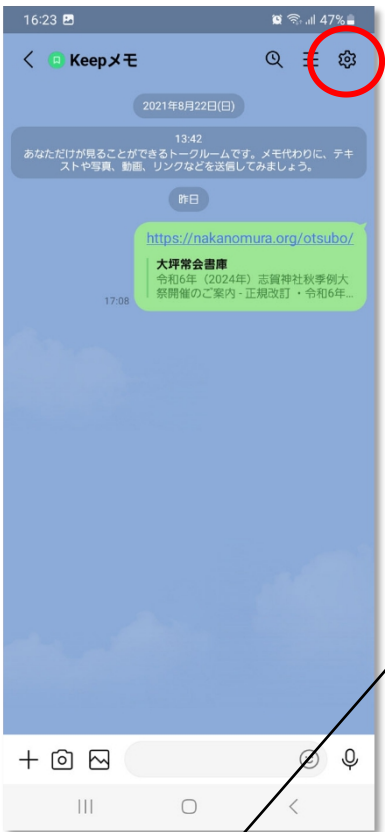 16:23 47%
Keepメモ
2021年8月22日(日)
13:42
あなただけが見ることができるトークルームです。メモ代わりに、テキ
ストや写真、動画、リンクなどを送信してみましょう。
昨日
https://nakanomura.org/otsubo/
大坪常会書庫
令和6年（2024年）志賀神社秋季例大
祭開催のご案内 - 正規改訂 ・令和6年...
17:08